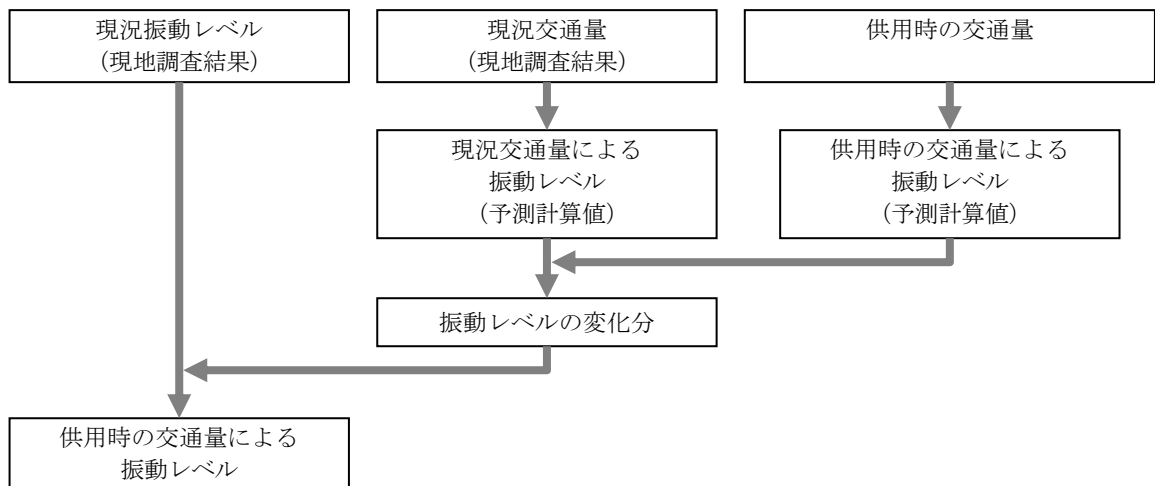 現況振動レベル
（現地調査結果）
現況交通量
（現地調査結果）
供用時の交通量
現況交通量による
振動レベル
（予測計算値）
供用時の交通量による
振動レベル
（予測計算値）
振動レベルの変化分
供用時の交通量による
振動レベル